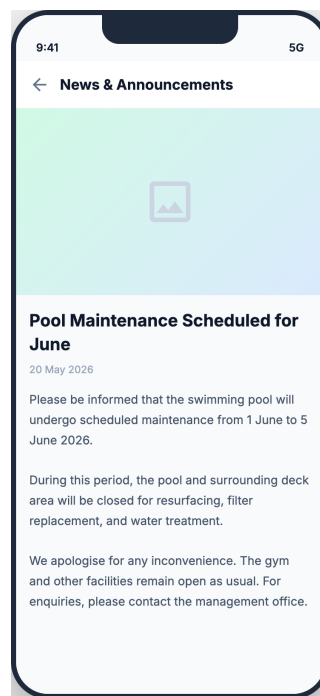 9:41
5G
News & Announcements
Pool Maintenance Scheduled for
June
20 May 2026
Please be informed that the swimming pool will
undergo scheduled maintenance from 1 June to 5
June 2026.
During this period, the pool and surrounding deck
area will be closed for resurfacing, filter
replacement, and water treatment.
We apologise for any inconvenience. The gym
and other facilities remain open as usual. For
enquiries, please contact the management office.